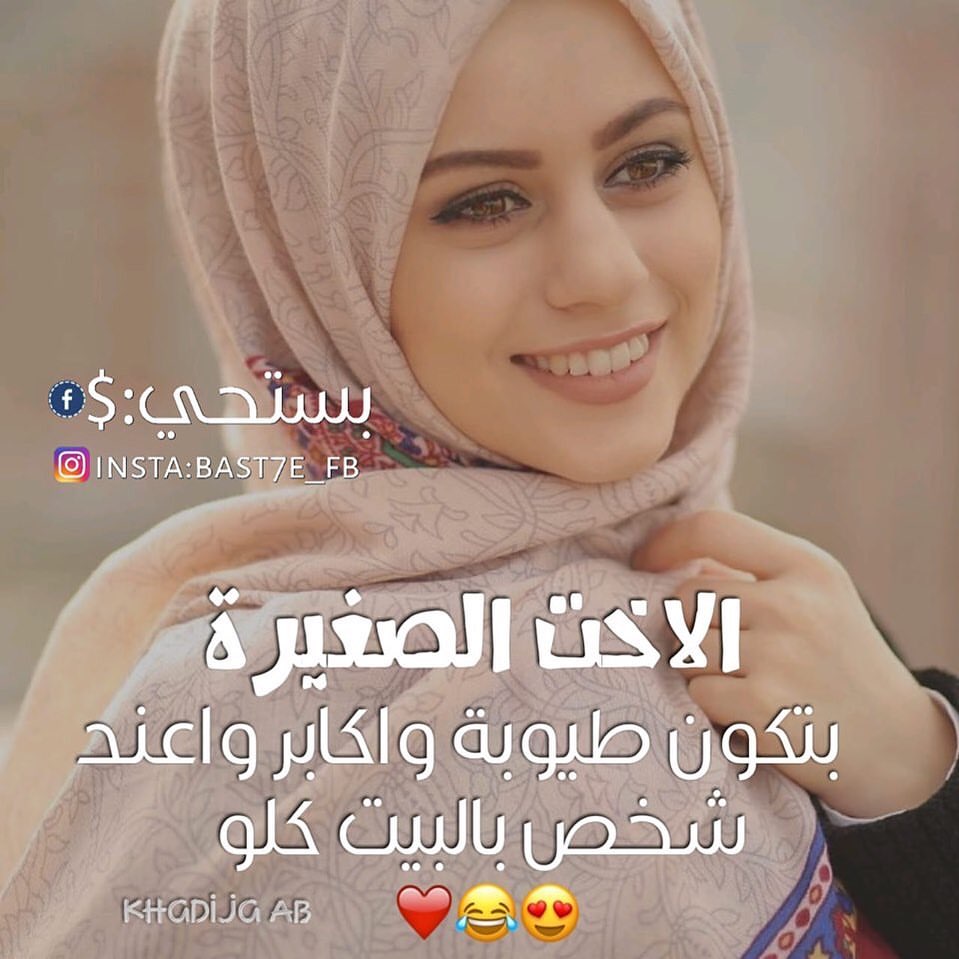 بستحي:$
INSTA:BAST7E_FB
الاخت الصغيرة
بتكون طيوبة واكابر واعند
شخص بالبيت كلو
❤️😂😍
KHADIJA AB